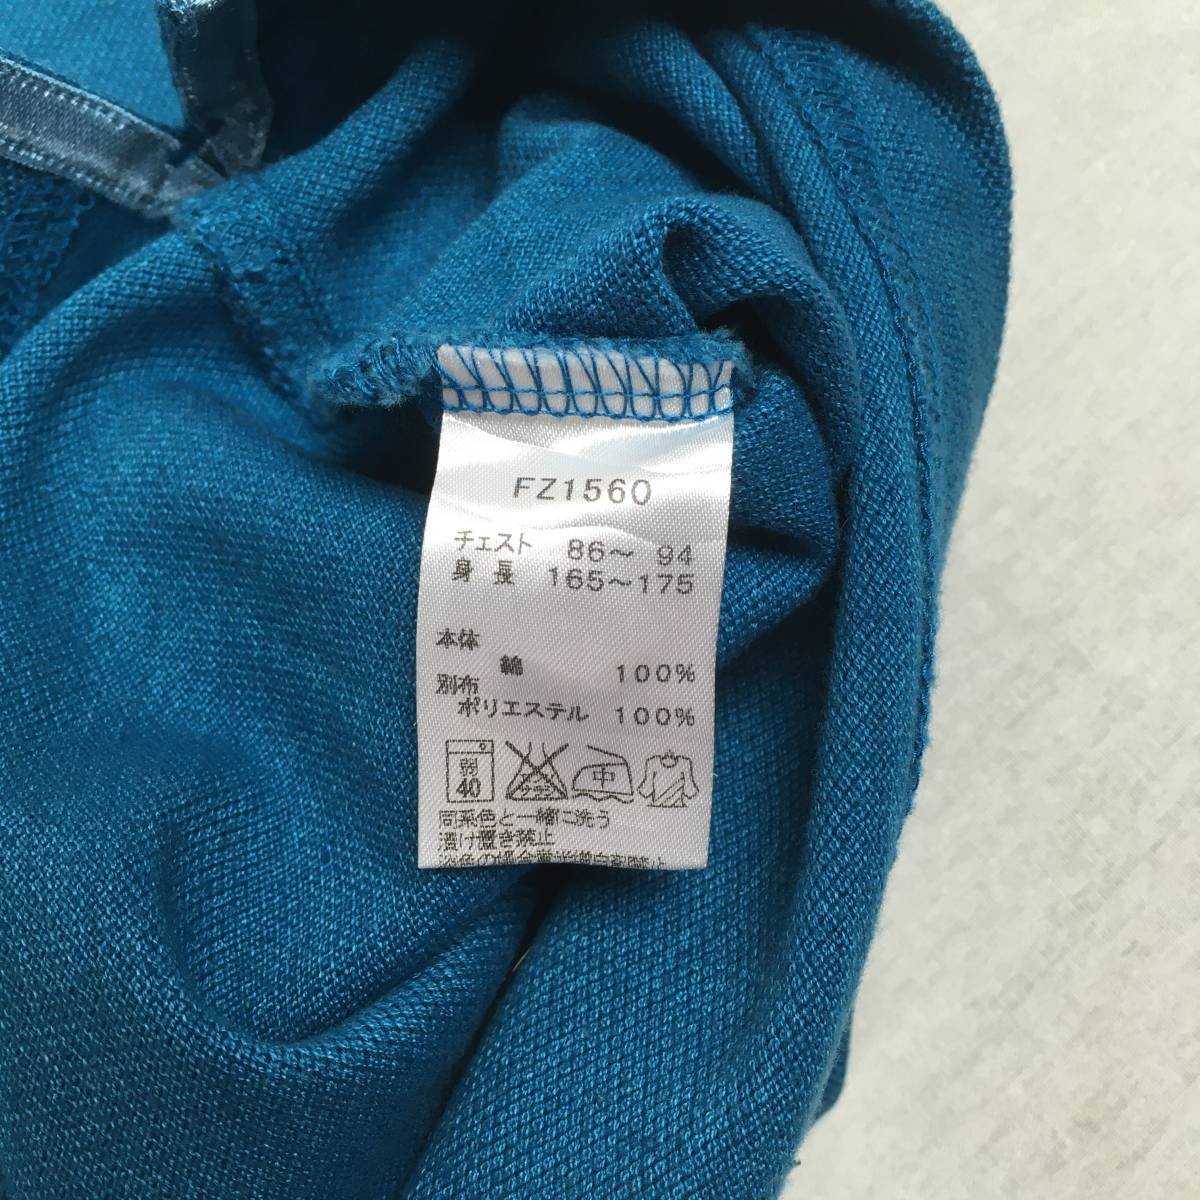 FZ1560
チェスト 86～ 94
身長 165～175
本体
綿 100%
別布
ポリエステル 100%
弱 40 中
同系色と一緒に洗う
漬け置き禁止